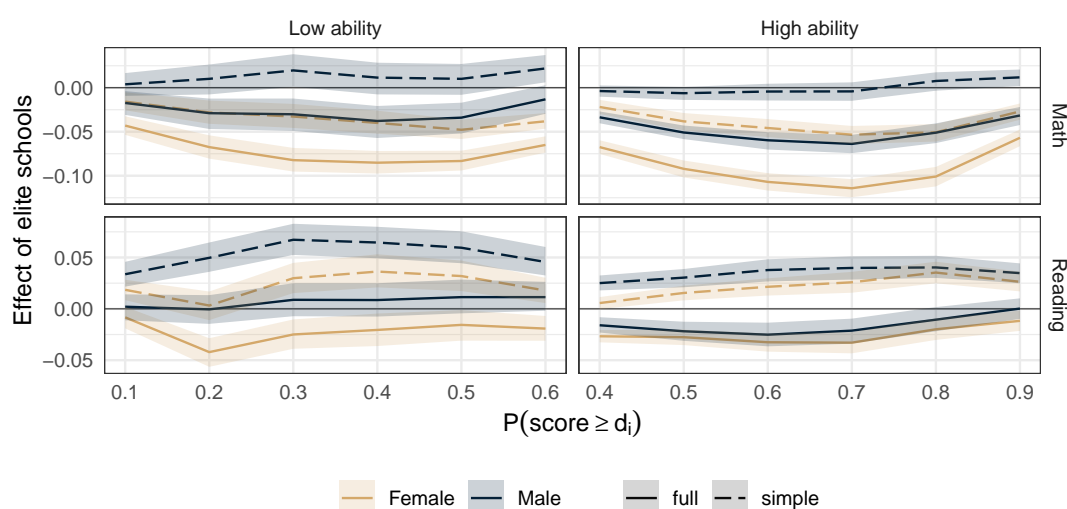 Low ability
High ability
Effect of elite schools
0.00
−0.05
−0.10
Math
0.05
0.00
−0.05
Reading
0.1 0.2 0.3 0.4 0.5 0.6
0.4 0.5 0.6 0.7 0.8 0.9
P(score ≥ dᵢ)
Female Male full simple